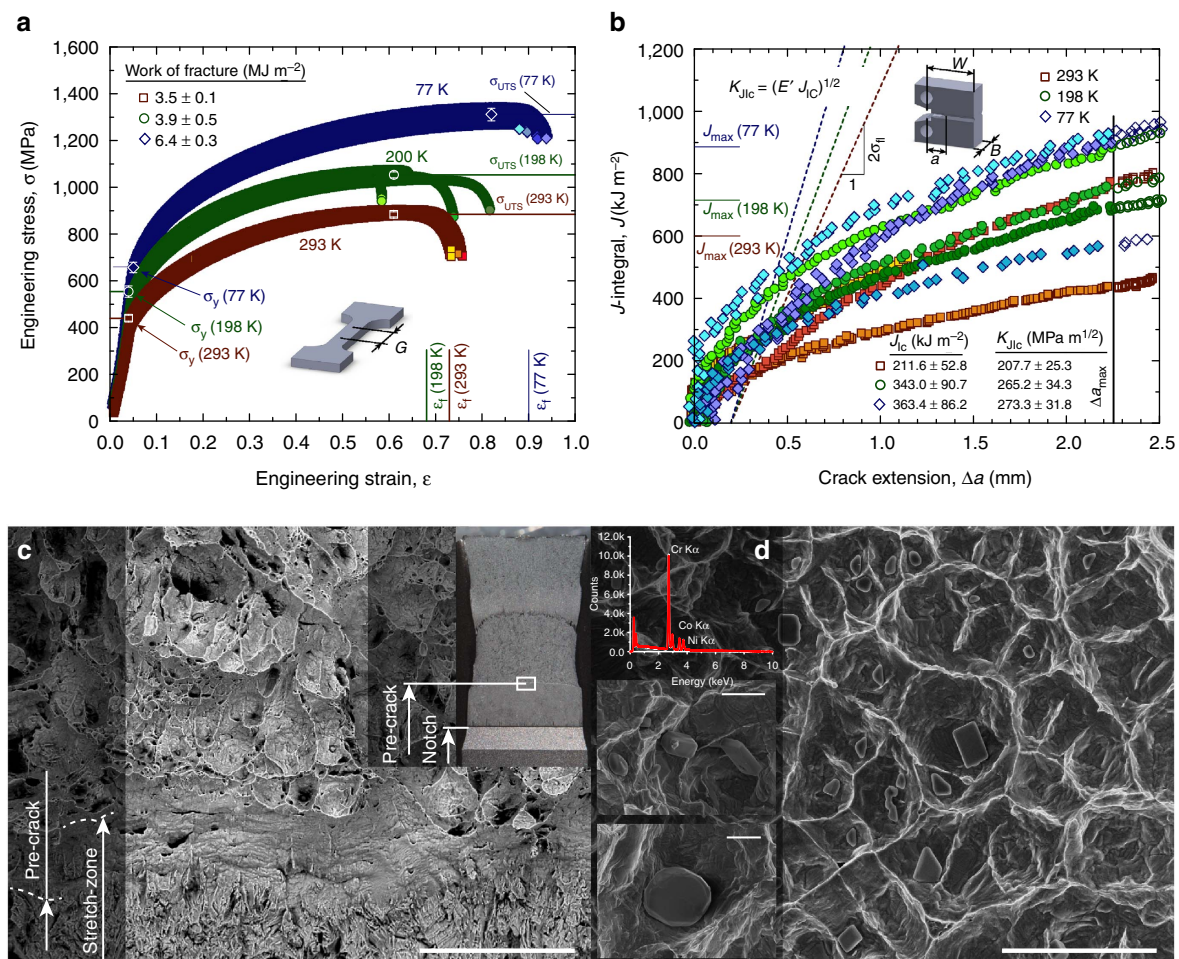 a
1,600
1,400
1,200
1,000
800
600
400
200
0
Engineering stress, σ (MPa)
Work of fracture (MJ m⁻²)
3.5 ± 0.1
3.9 ± 0.5
6.4 ± 0.3
77 K
σUTS (77 K)
200 K
σUTS (198 K)
293 K
σUTS (293 K)
σy (77 K)
σy (198 K)
σy (293 K)
G
εf (198 K)
εf (293 K)
εf (77 K)
0.0 0.1 0.2 0.3 0.4 0.5 0.6 0.7 0.8 0.9 1.0
Engineering strain, ε
b
1,200
1,000
800
600
400
200
0
J-integral, J (kJ m⁻²)
KJIc = (E′ JIC)1/2
W
a
B
293 K
198 K
77 K
Jmax (77 K)
Jmax (198 K)
Jmax (293 K)
2σfl
1
JIc (kJ m⁻²) KJIc (MPa m1/2)
211.6 ± 52.8 207.7 ± 25.3
343.0 ± 90.7 265.2 ± 34.3
363.4 ± 86.2 273.3 ± 31.8
Δamax
0.0 0.5 1.0 1.5 2.0 2.5
Crack extension, Δa (mm)
c
Pre-crack
Stretch-zone
Pre-crack
Notch
d
12.0k
10.0k
8.0k
6.0k
4.0k
2.0k
0.0
Counts
Cr Kα
Co Kα
Ni Kα
0 2 4 6 8 10
Energy (keV)